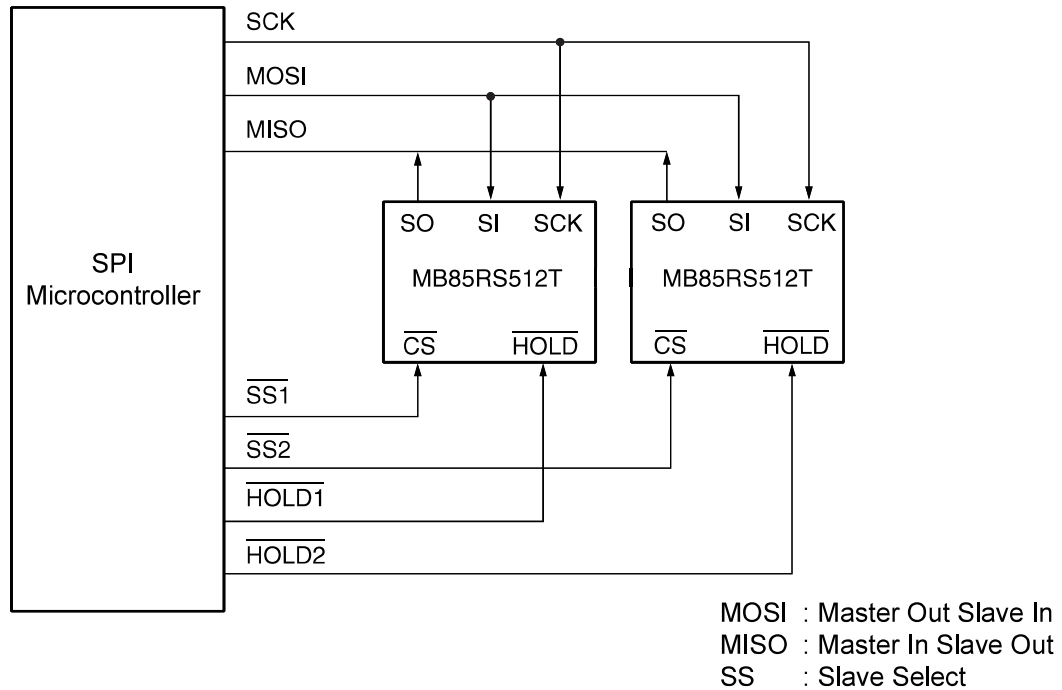 SCK
MOSI
MISO
SPI
Microcontroller
SO SI SCK
MB85RS512T
CS HOLD
SO SI SCK
MB85RS512T
CS HOLD
SS1
SS2
HOLD1
HOLD2
MOSI : Master Out Slave In
MISO : Master In Slave Out
SS : Slave Select